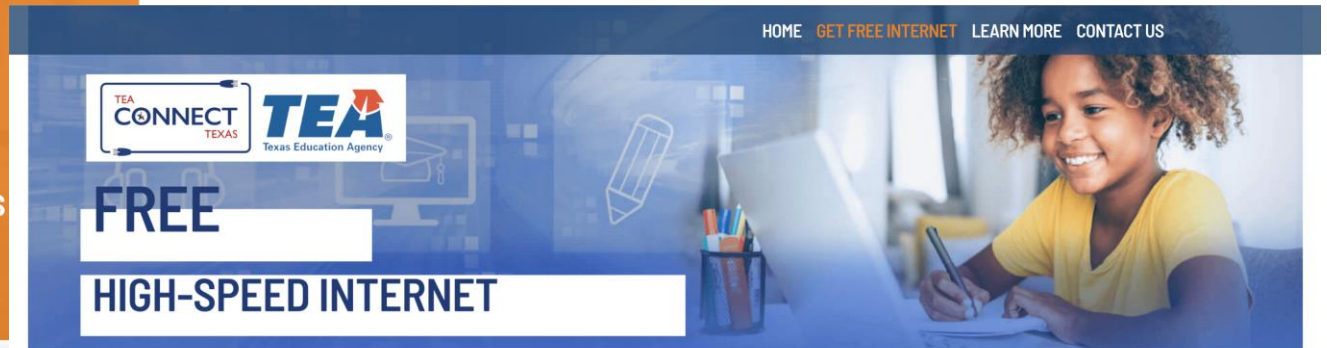 HOME GET FREE INTERNET LEARN MORE CONTACT US
TEA
CONNECT
TEXAS
TEA
Texas Education Agency
FREE
HIGH-SPEED INTERNET
S